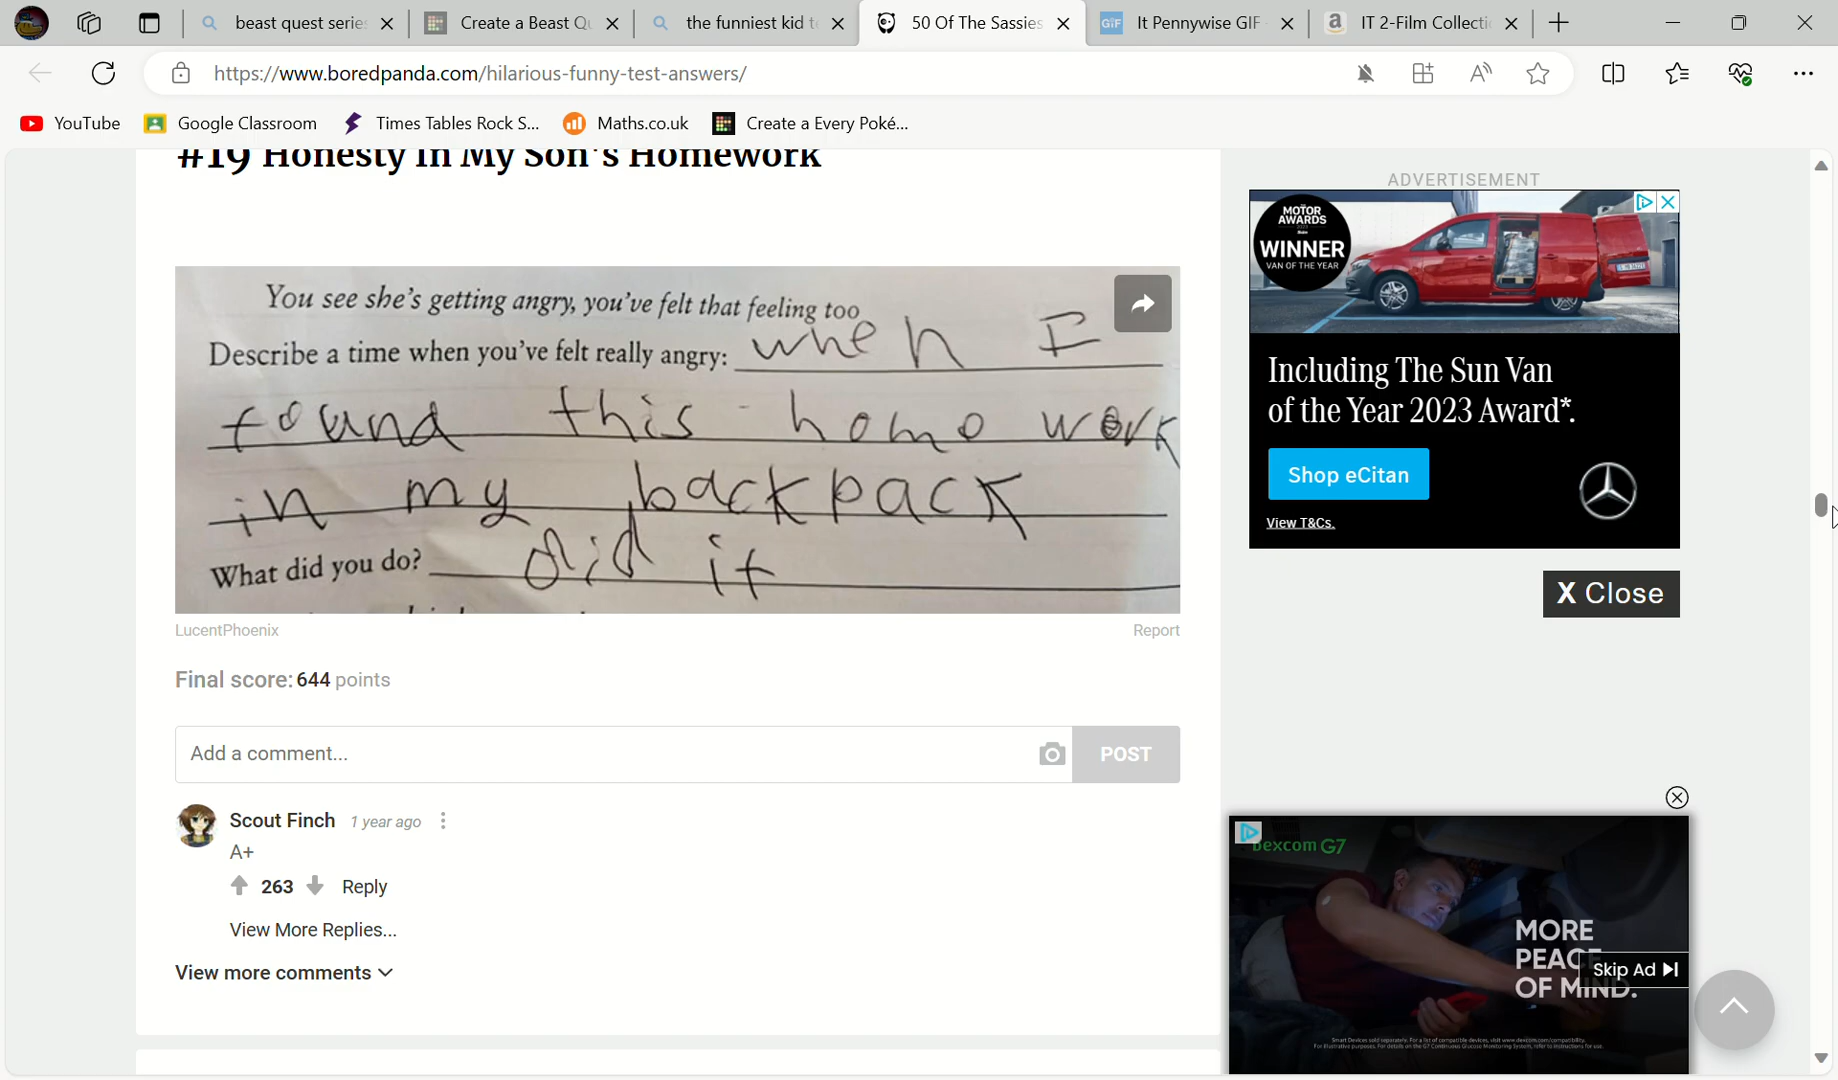 beast quest series
Create a Beast Qu
the funniest kid t
50 Of The Sassies
GIF
It Pennywise GIF
a
IT 2-Film Collecti
https://www.boredpanda.com/hilarious-funny-test-answers/
YouTube
Google Classroom
Times Tables Rock S...
Maths.co.uk
Create a Every Poké...
#19 Honesty In My Son's Homework
You see she's getting angry, you've felt that feeling too
Describe a time when you've felt really angry: when I
found this home work
in my backpack
What did you do? did it
LucentPhoenix
Report
Final score: 644 points
Add a comment...
POST
Scout Finch 1 year ago
A+
263 Reply
View More Replies...
View more comments
ADVERTISEMENT
MOTOR
AWARDS
2023
WINNER
VAN OF THE YEAR
Including The Sun Van
of the Year 2023 Award*.
Shop eCitan
View T&Cs.
X Close
Dexcom G7
MORE
PEACE
OF MIND.
Skip Ad